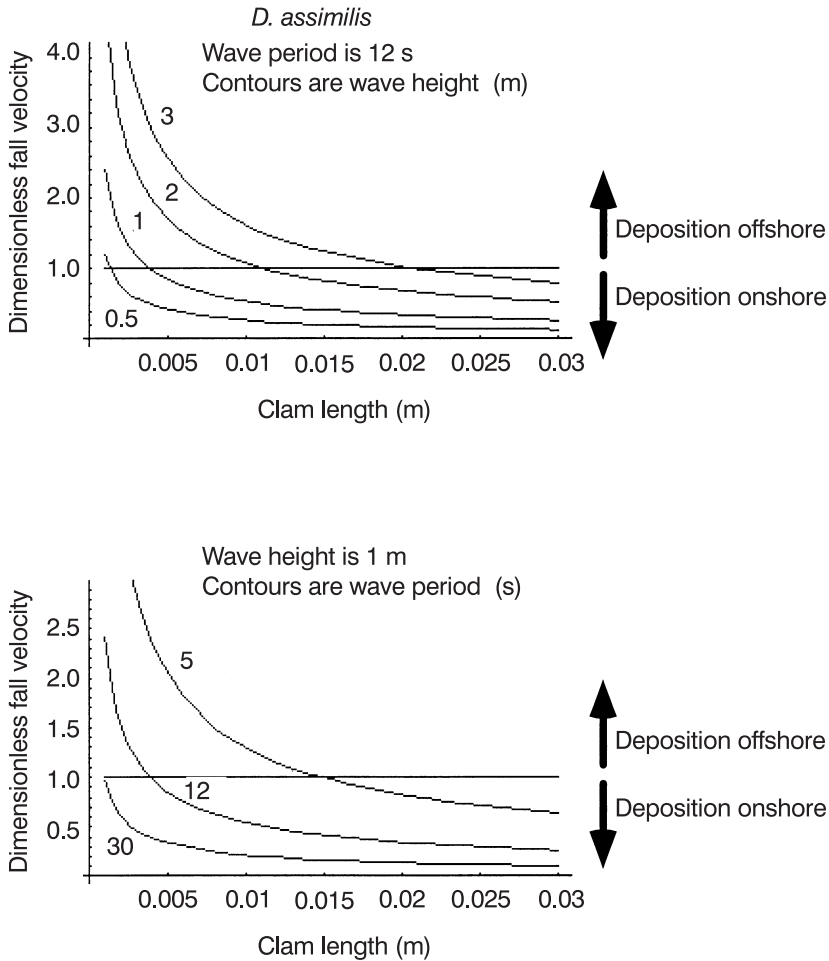 D. assimilis
Wave period is 12 s
Contours are wave height (m)
Dimensionless fall velocity
4.0
3.0
2.0
1.0
3
2
1
0.5
Deposition offshore
Deposition onshore
0.005
0.01
0.015
0.02
0.025
0.03
Clam length (m)
Wave height is 1 m
Contours are wave period (s)
Dimensionless fall velocity
2.5
2.0
1.5
1.0
0.5
5
12
30
Deposition offshore
Deposition onshore
0.005
0.01
0.015
0.02
0.025
0.03
Clam length (m)